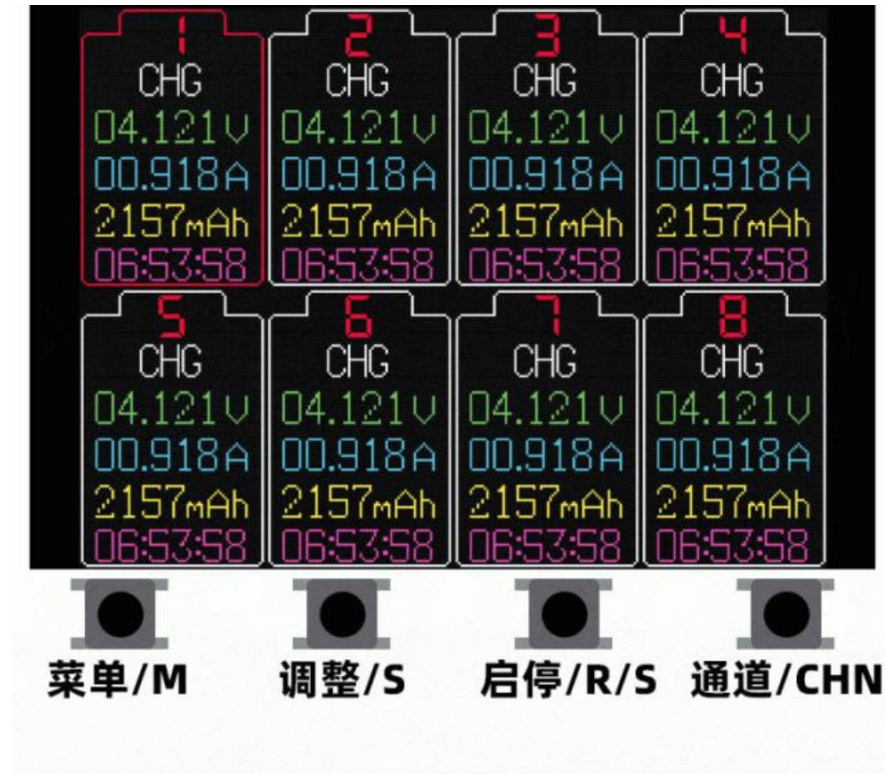 1 2 3 4
CHG CHG CHG CHG
04.121V 04.121V 04.121V 04.121V
00.918A 00.918A 00.918A 00.918A
2157mAh 2157mAh 2157mAh 2157mAh
06:53:58 06:53:58 06:53:58 06:53:58
5 6 7 8
CHG CHG CHG CHG
04.121V 04.121V 04.121V 04.121V
00.918A 00.918A 00.918A 00.918A
2157mAh 2157mAh 2157mAh 2157mAh
06:53:58 06:53:58 06:53:58 06:53:58
菜单/M 调整/S 启停/R/S 通道/CHN